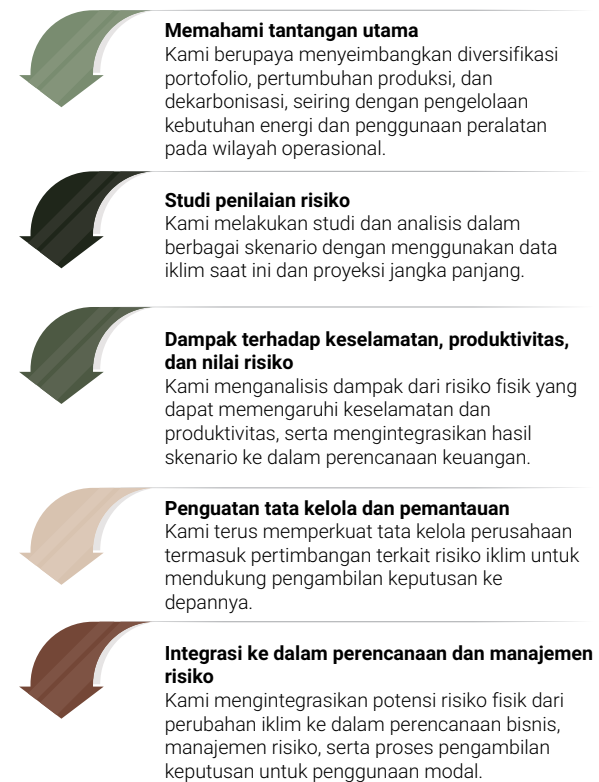 Memahami tantangan utama
Kami berupaya menyeimbangkan diversifikasi
portofolio, pertumbuhan produksi, dan
dekarbonisasi, seiring dengan pengelolaan
kebutuhan energi dan penggunaan peralatan
pada wilayah operasional.
Studi penilaian risiko
Kami melakukan studi dan analisis dalam
berbagai skenario dengan menggunakan data
iklim saat ini dan proyeksi jangka panjang.
Dampak terhadap keselamatan, produktivitas,
dan nilai risiko
Kami menganalisis dampak dari risiko fisik yang
dapat memengaruhi keselamatan dan
produktivitas, serta mengintegrasikan hasil
skenario ke dalam perencanaan keuangan.
Penguatan tata kelola dan pemantauan
Kami terus memperkuat tata kelola perusahaan
termasuk pertimbangan terkait risiko iklim untuk
mendukung pengambilan keputusan ke
depannya.
Integrasi ke dalam perencanaan dan manajemen
risiko
Kami mengintegrasikan potensi risiko fisik dari
perubahan iklim ke dalam perencanaan bisnis,
manajemen risiko, serta proses pengambilan
keputusan untuk penggunaan modal.